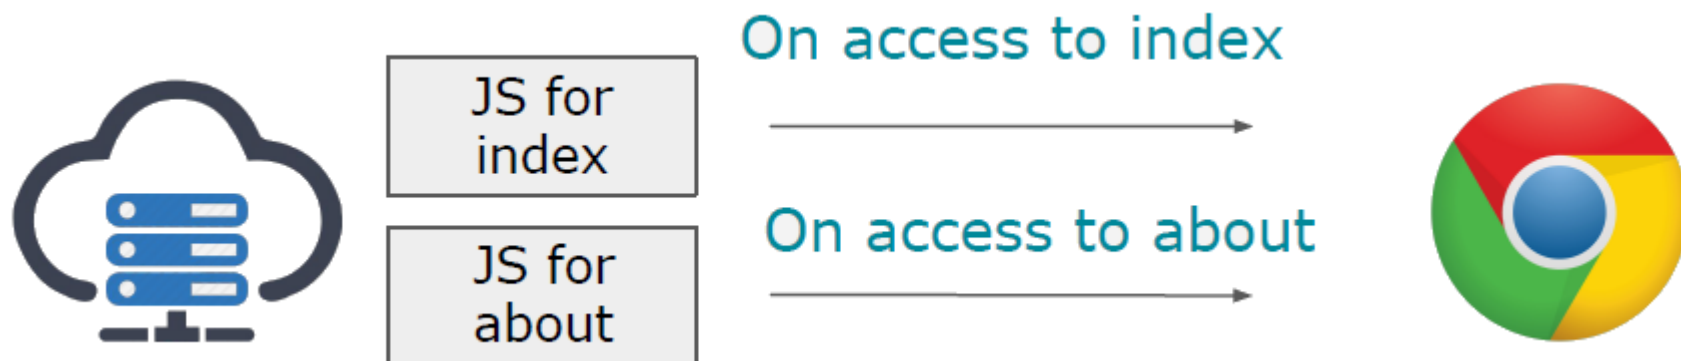 On access to index
JS for
index
On access to about
JS for
about